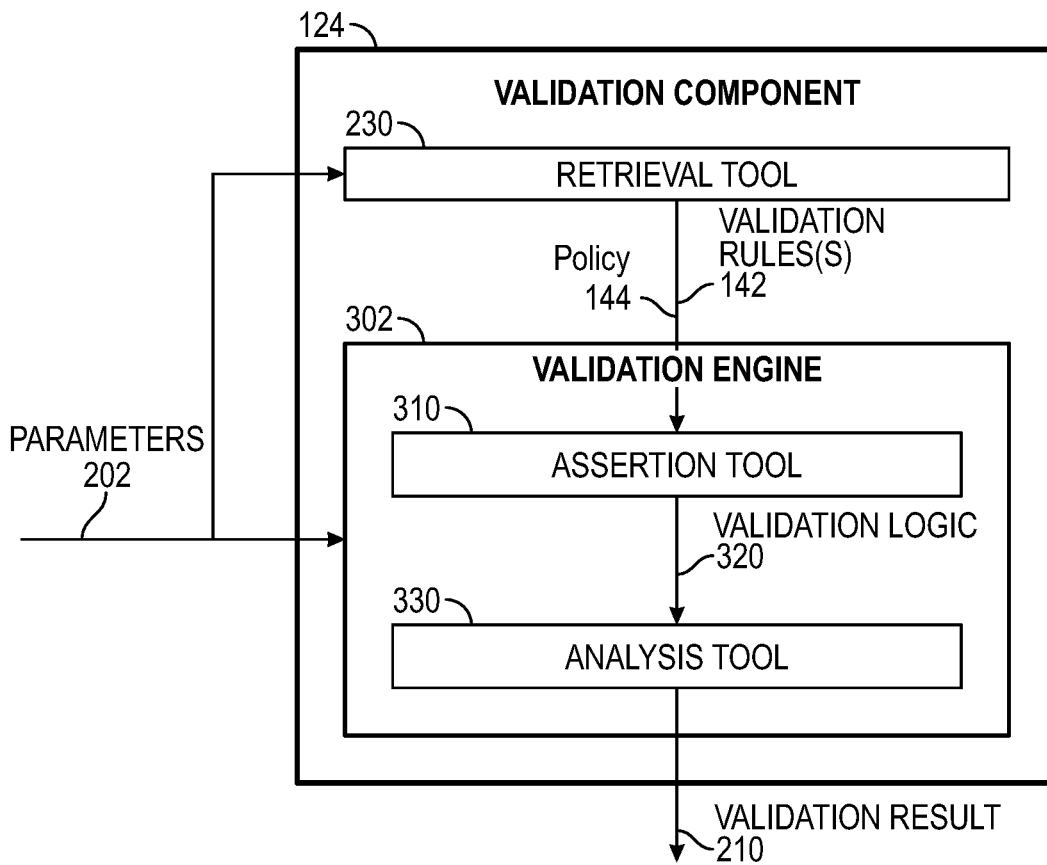 124
VALIDATION COMPONENT
230
RETRIEVAL TOOL
VALIDATION
RULES(S)
142
Policy
144
302
VALIDATION ENGINE
310
ASSERTION TOOL
PARAMETERS
202
VALIDATION LOGIC
320
330
ANALYSIS TOOL
VALIDATION RESULT
210